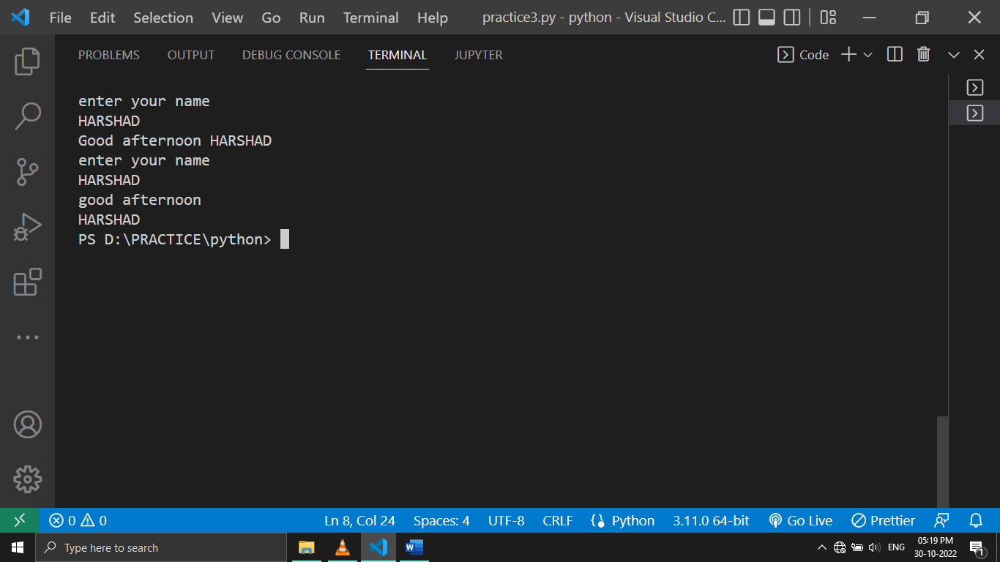 File Edit Selection View Go Run Terminal Help practice3.py - python - Visual Studio C...
PROBLEMS OUTPUT DEBUG CONSOLE TERMINAL JUPYTER Code
enter your name
HARSHAD
Good afternoon HARSHAD
enter your name
HARSHAD
good afternoon
HARSHAD
PS D:\PRACTICE\python>
0 0 Ln 8, Col 24 Spaces: 4 UTF-8 CRLF Python 3.11.0 64-bit Go Live Prettier
Type here to search ENG 05:19 PM
30-10-2022 1